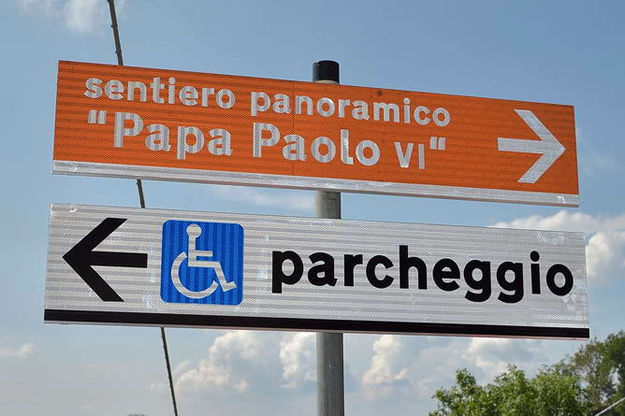 sentiero panoramico
"Papa Paolo VI"
parcheggio